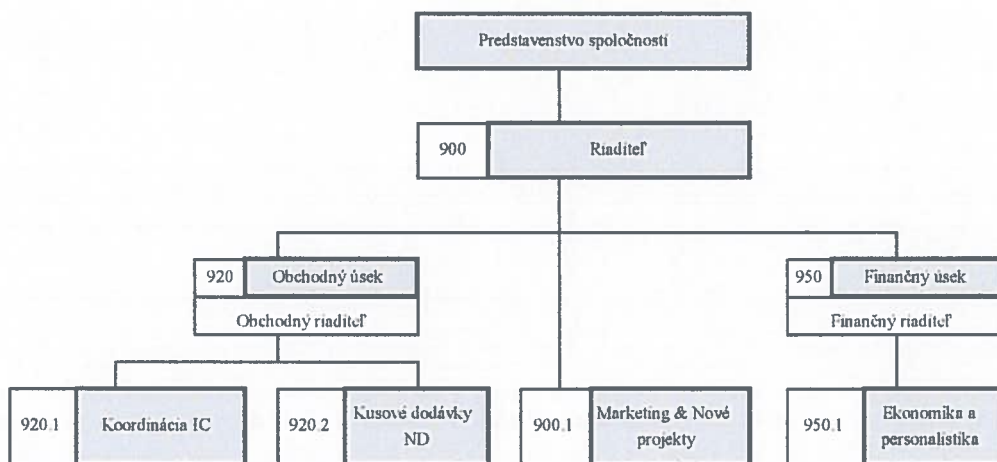 Predstavenstvo spoločností
900 Riaditeľ
920 Obchodný úsek
Obchodný riaditeľ
950 Finančný úsek
Finančný riaditeľ
920.1 Koordinácia IC
920.2 Kusové dodávky
ND
900.1 Marketing & Nové
projekty
950.1 Ekonomika a
personalistika